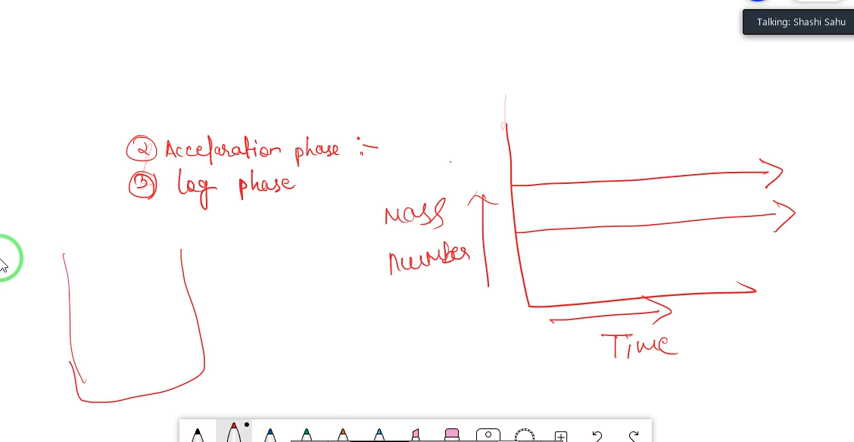 Talking: Shashi Sahu
② Acceleration phase :-
③ Log phase
Mass
number
Time